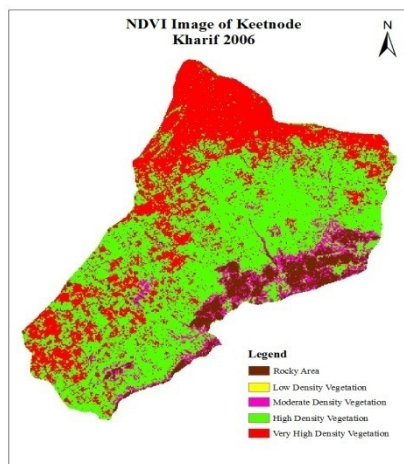 NDVI Image of Keetnode
Kharif 2006
N
Legend
Rocky Area
Low Density Vegetation
Moderate Density Vegetation
High Density Vegetation
Very High Density Vegetation